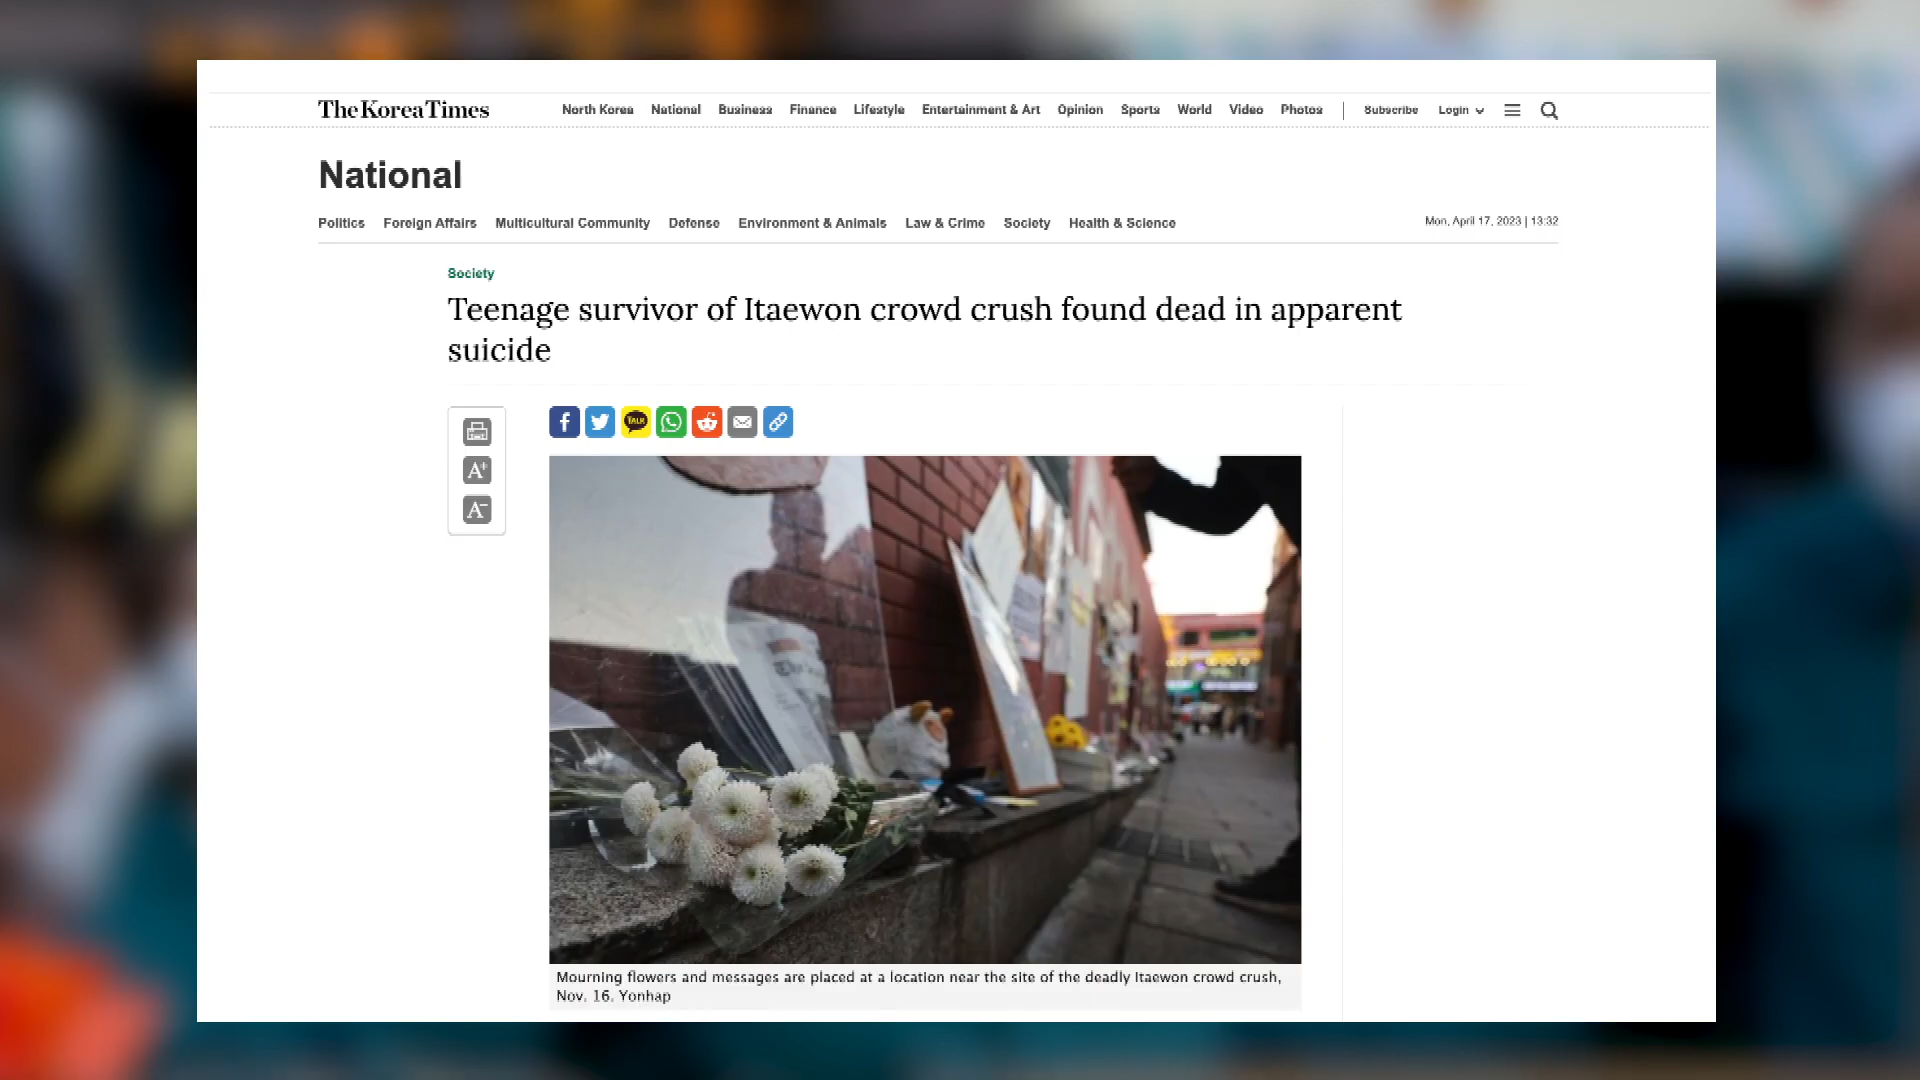 The Korea Times
North Korea National Business Finance Lifestyle Entertainment & Art Opinion Sports World Video Photos Subscribe Login
National
Politics Foreign Affairs Multicultural Community Defense Environment & Animals Law & Crime Society Health & Science
Mon, April 17, 2023 | 13:32
Society
Teenage survivor of Itaewon crowd crush found dead in apparent
suicide
TALK
A+
A-
Mourning flowers and messages are placed at a location near the site of the deadly Itaewon crowd crush,
Nov. 16. Yonhap